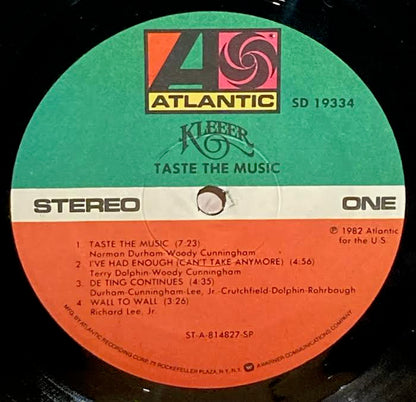 ATLANTIC
SD 19334
KLEEER
TASTE THE MUSIC
STEREO
ONE
℗ 1982 Atlantic
for the U.S.
1. TASTE THE MUSIC (7:23)
Norman Durham-Woody Cunningham
2. I'VE HAD ENOUGH (CAN'T TAKE ANYMORE) (4:56)
Terry Dolphin-Woody Cunningham
3. DE TING CONTINUES (4:35)
Durham-Cunningham-Lee, Jr.-Crutchfield-Dolphin-Rahrbaugh
4. WALL TO WALL (3:26)
Richard Lee, Jr.
ST-A-814827-SP
MFG. BY ATLANTIC RECORDING CORP., 75 ROCKEFELLER PLAZA, N.Y., N.Y.
A WARNER COMMUNICATIONS COMPANY